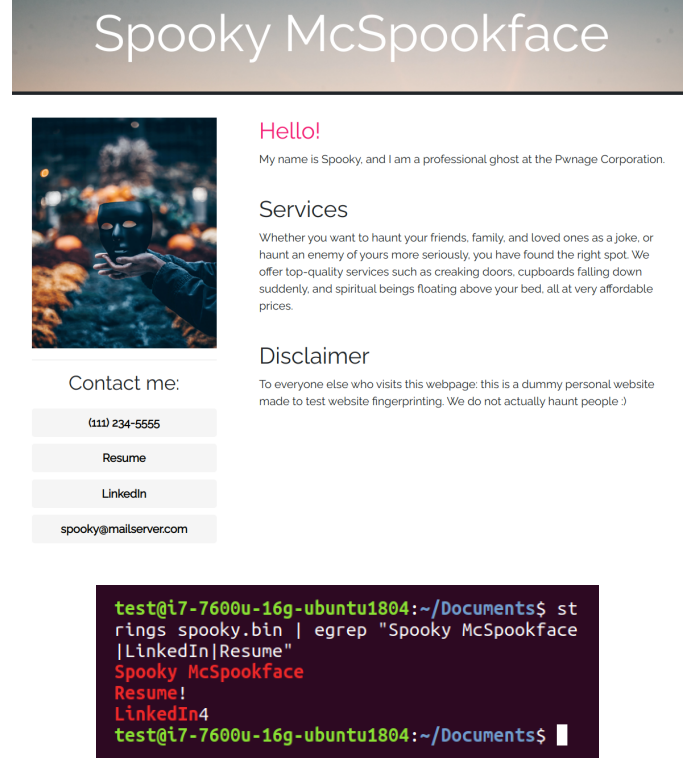 Spooky McSpookface
Hello!
My name is Spooky, and I am a professional ghost at the Pwnage Corporation.
Services
Whether you want to haunt your friends, family, and loved ones as a joke, or
haunt an enemy of yours more seriously, you have found the right spot. We
offer top-quality services such as creaking doors, cupboards falling down
suddenly, and spiritual beings floating above your bed, all at very affordable
prices.
Disclaimer
To everyone else who visits this webpage: this is a dummy personal website
made to test website fingerprinting. We do not actually haunt people :)
Contact me:
(111) 234-5555
Resume
LinkedIn
spooky@mailserver.com
test@i7-7600u-16g-ubuntu1804:~/Documents$ st
rings spooky.bin | egrep "Spooky McSpookface
|LinkedIn|Resume"
Spooky McSpookface
Resume!
LinkedIn4
test@i7-7600u-16g-ubuntu1804:~/Documents$